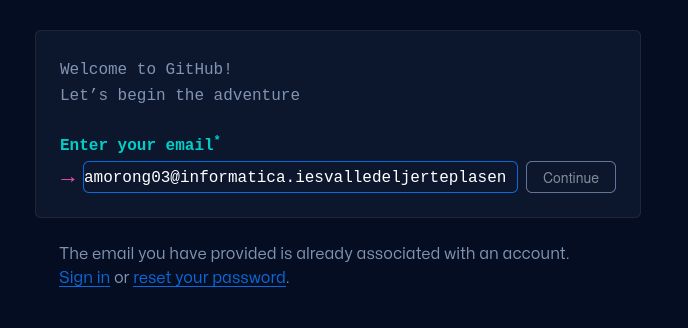 Welcome to GitHub!
Let’s begin the adventure
Enter your email*
→ amorong03@informatica.iesvalledeljerteplasen
Continue
The email you have provided is already associated with an account.
Sign in or reset your password.